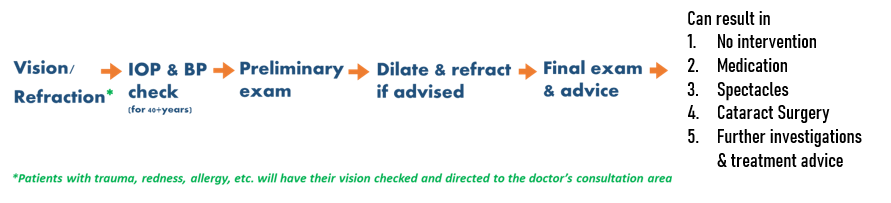 Vision/
Refraction*
IOP & BP
check
(for 40+years)
Preliminary
exam
Dilate & refract
if advised
Final exam
& advice
Can result in
1. No intervention
2. Medication
3. Spectacles
4. Cataract Surgery
5. Further investigations
& treatment advice
*Patients with trauma, redness, allergy, etc. will have their vision checked and directed to the doctor's consultation area